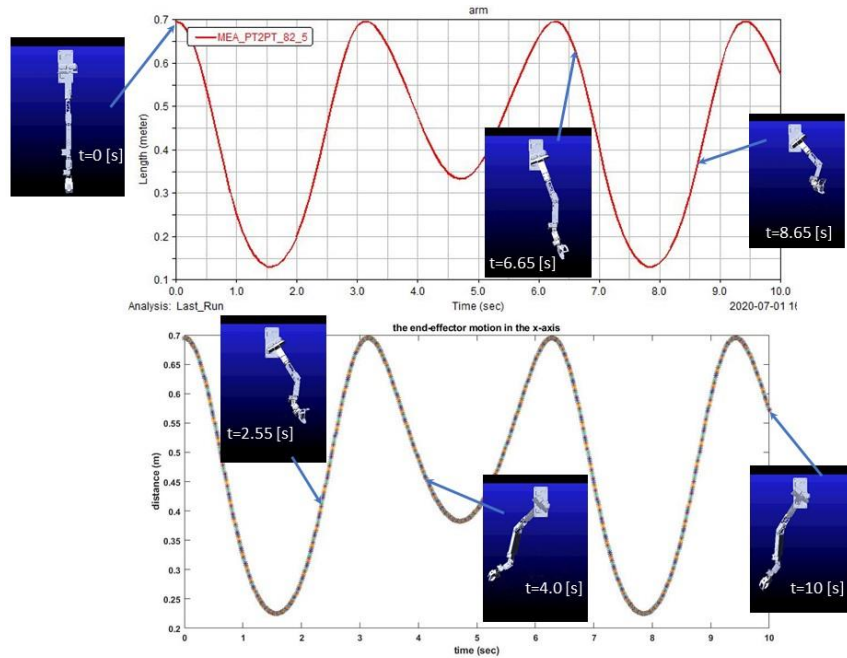 arm
0.7
MEA_PT2PT_82_5
0.6
0.5
0.4
0.3
0.2
0.1
Length (meter)
t=0 [s]
t=6.65 [s]
t=8.65 [s]
0.0 1.0 2.0 3.0 4.0 5.0 6.0 7.0 8.0 9.0 10.0
Analysis: Last_Run
Time (sec)
2020-07-01 16
the end-effector motion in the x-axis
0.7
0.65
0.6
0.55
0.5
0.45
0.4
0.35
0.3
0.25
0.2
distance (m)
t=2.55 [s]
t=4.0 [s]
t=10 [s]
0 1 2 3 4 5 6 7 8 9 10
time (sec)